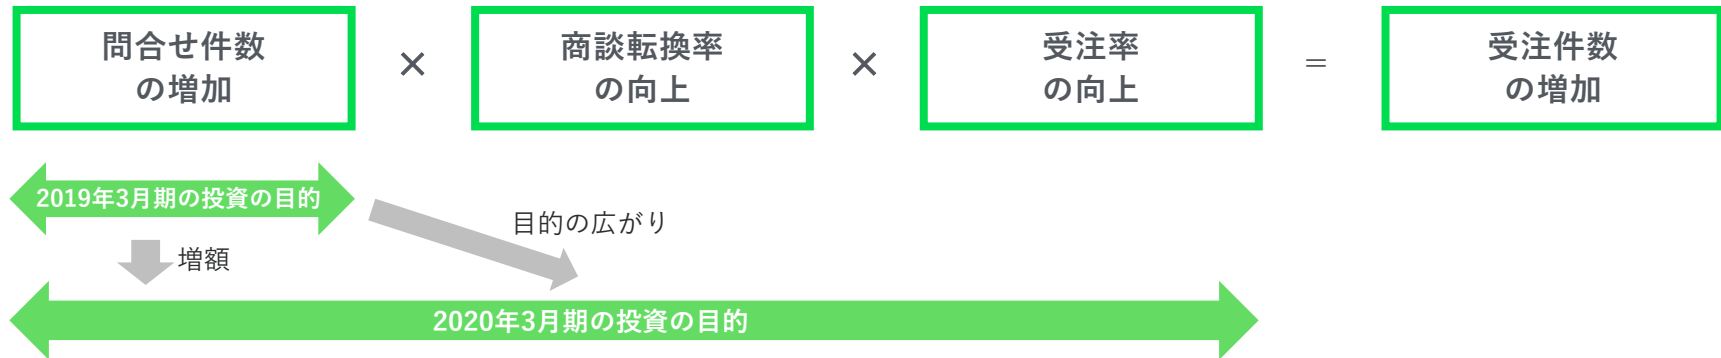 問合せ件数
の増加
×
商談転換率
の向上
×
受注率
の向上
＝
受注件数
の増加
2019年3月期の投資の目的
目的の広がり
増額
2020年3月期の投資の目的